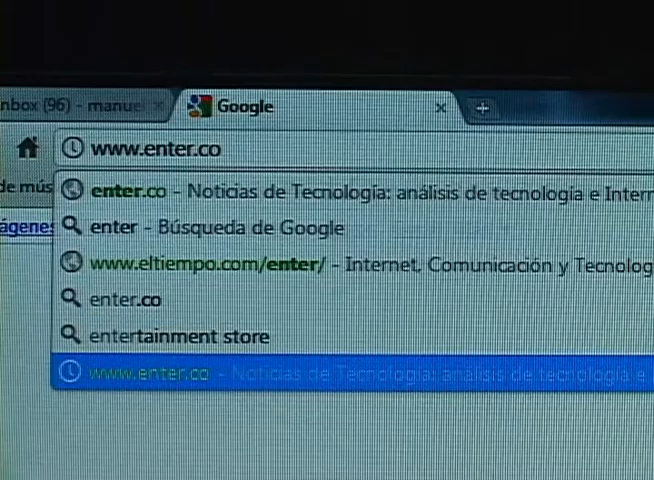 nbox (96) - manue
Google
www.enter.co
de mús
enter.co - Noticias de Tecnología: análisis de tecnología e Intern
ágenes
enter - Búsqueda de Google
www.eltiempo.com/enter/ - Internet, Comunicación y Tecnolog
enter.co
entertainment store
www.enter.co - Noticias de Tecnología: análisis de tecnología e